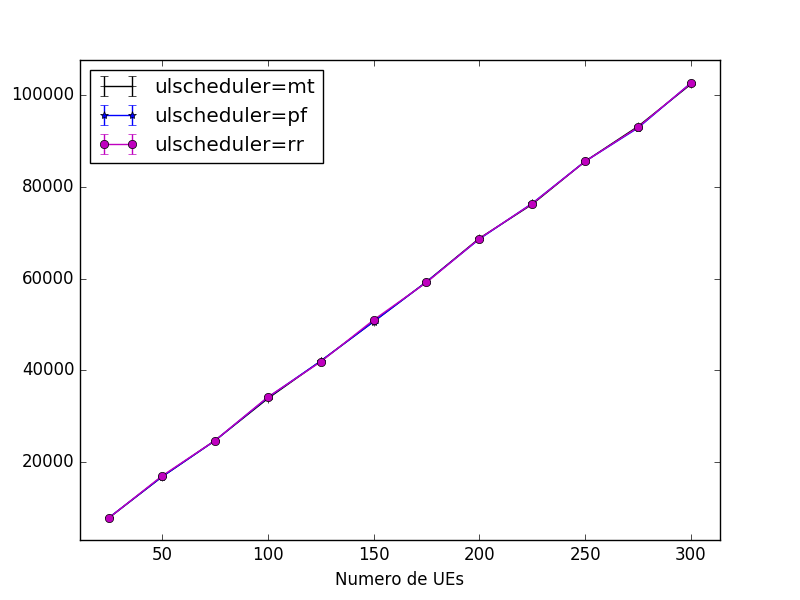 ulscheduler=mt
ulscheduler=pf
ulscheduler=rr
100000
80000
60000
40000
20000
50 100 150 200 250 300
Numero de UEs